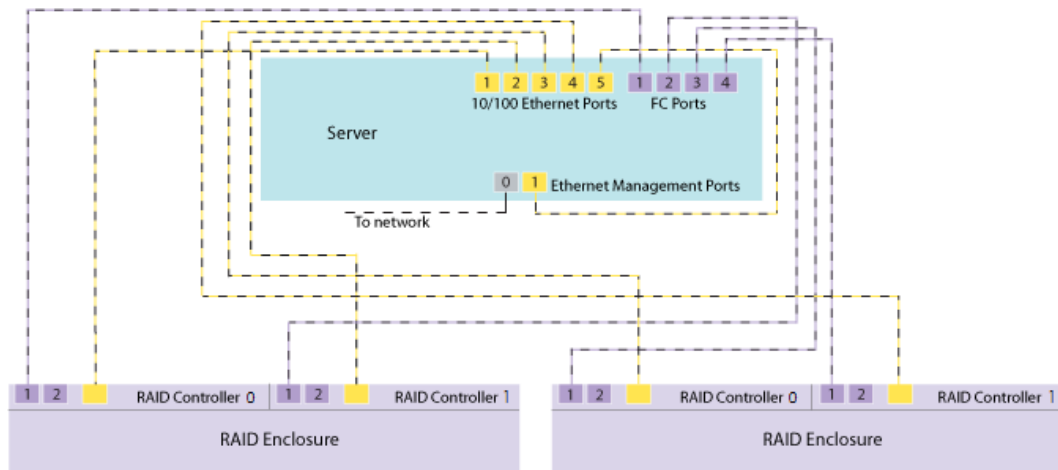 1 2 3 4 5 1 2 3 4
10/100 Ethernet Ports FC Ports
Server
0 1 Ethernet Management Ports
To network
1 2 RAID Controller 0 1 2 RAID Controller 1 1 2 RAID Controller 0 1 2 RAID Controller 1
RAID Enclosure RAID Enclosure